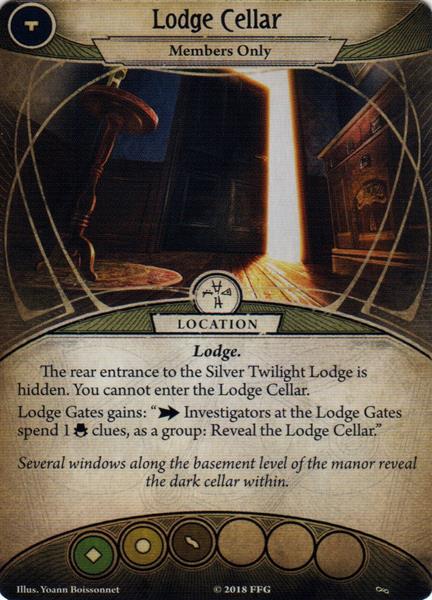 Lodge Cellar
Members Only
LOCATION
Lodge.
The rear entrance to the Silver Twilight Lodge is
hidden. You cannot enter the Lodge Cellar.
Lodge Gates gains: “ Investigators at the Lodge Gates
spend 1 clues, as a group: Reveal the Lodge Cellar.”
Several windows along the basement level of the manor reveal
the dark cellar within.
Illus. Yoann Boissonnet © 2018 FFG